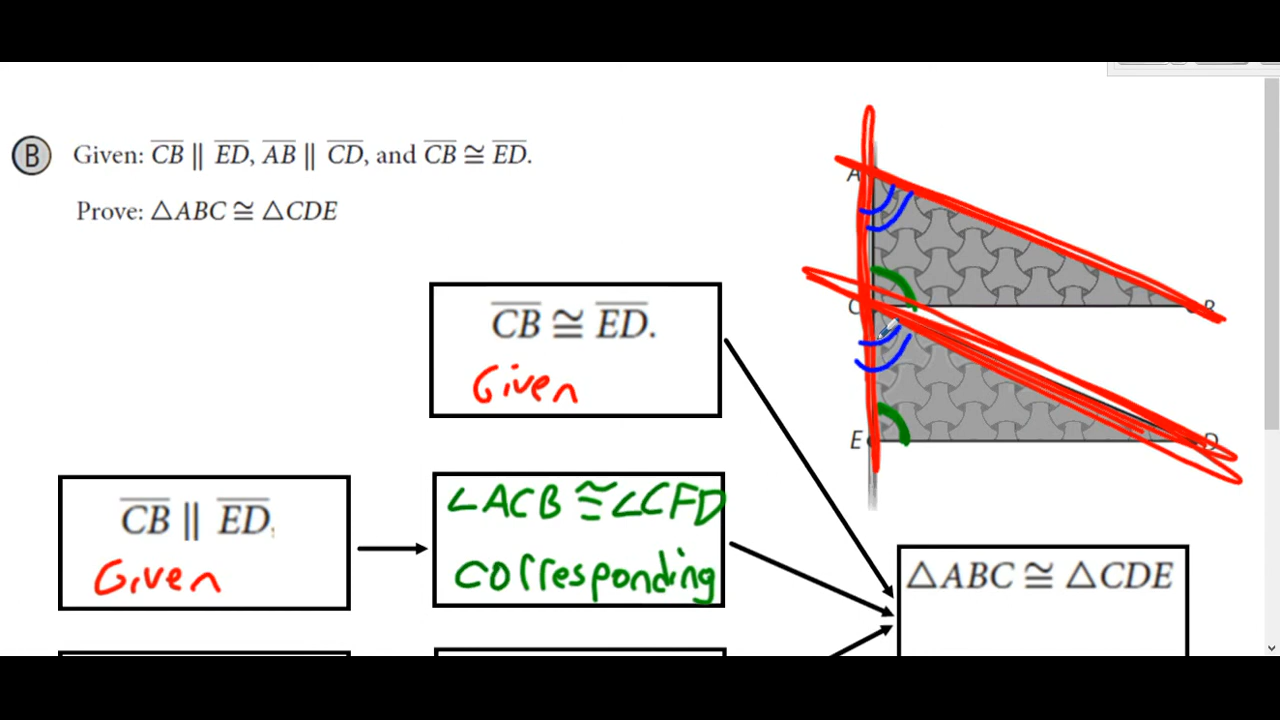 B Given: CB || ED, AB || CD, and CB ≅ ED.
Prove: △ABC ≅ △CDE
A
B
C
E
D
CB ≅ ED.
Given
CB || ED,
Given
∠ACB ≅ ∠CFD
corresponding
△ABC ≅ △CDE